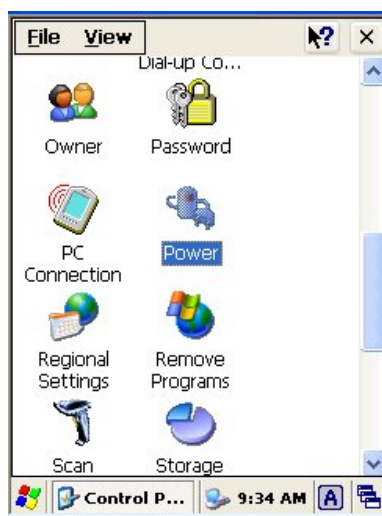 File View ? ×
Dial-up Co...
Owner Password
PC Connection Power
Regional Settings Remove Programs
Scan Storage
Control P... 9:34 AM A